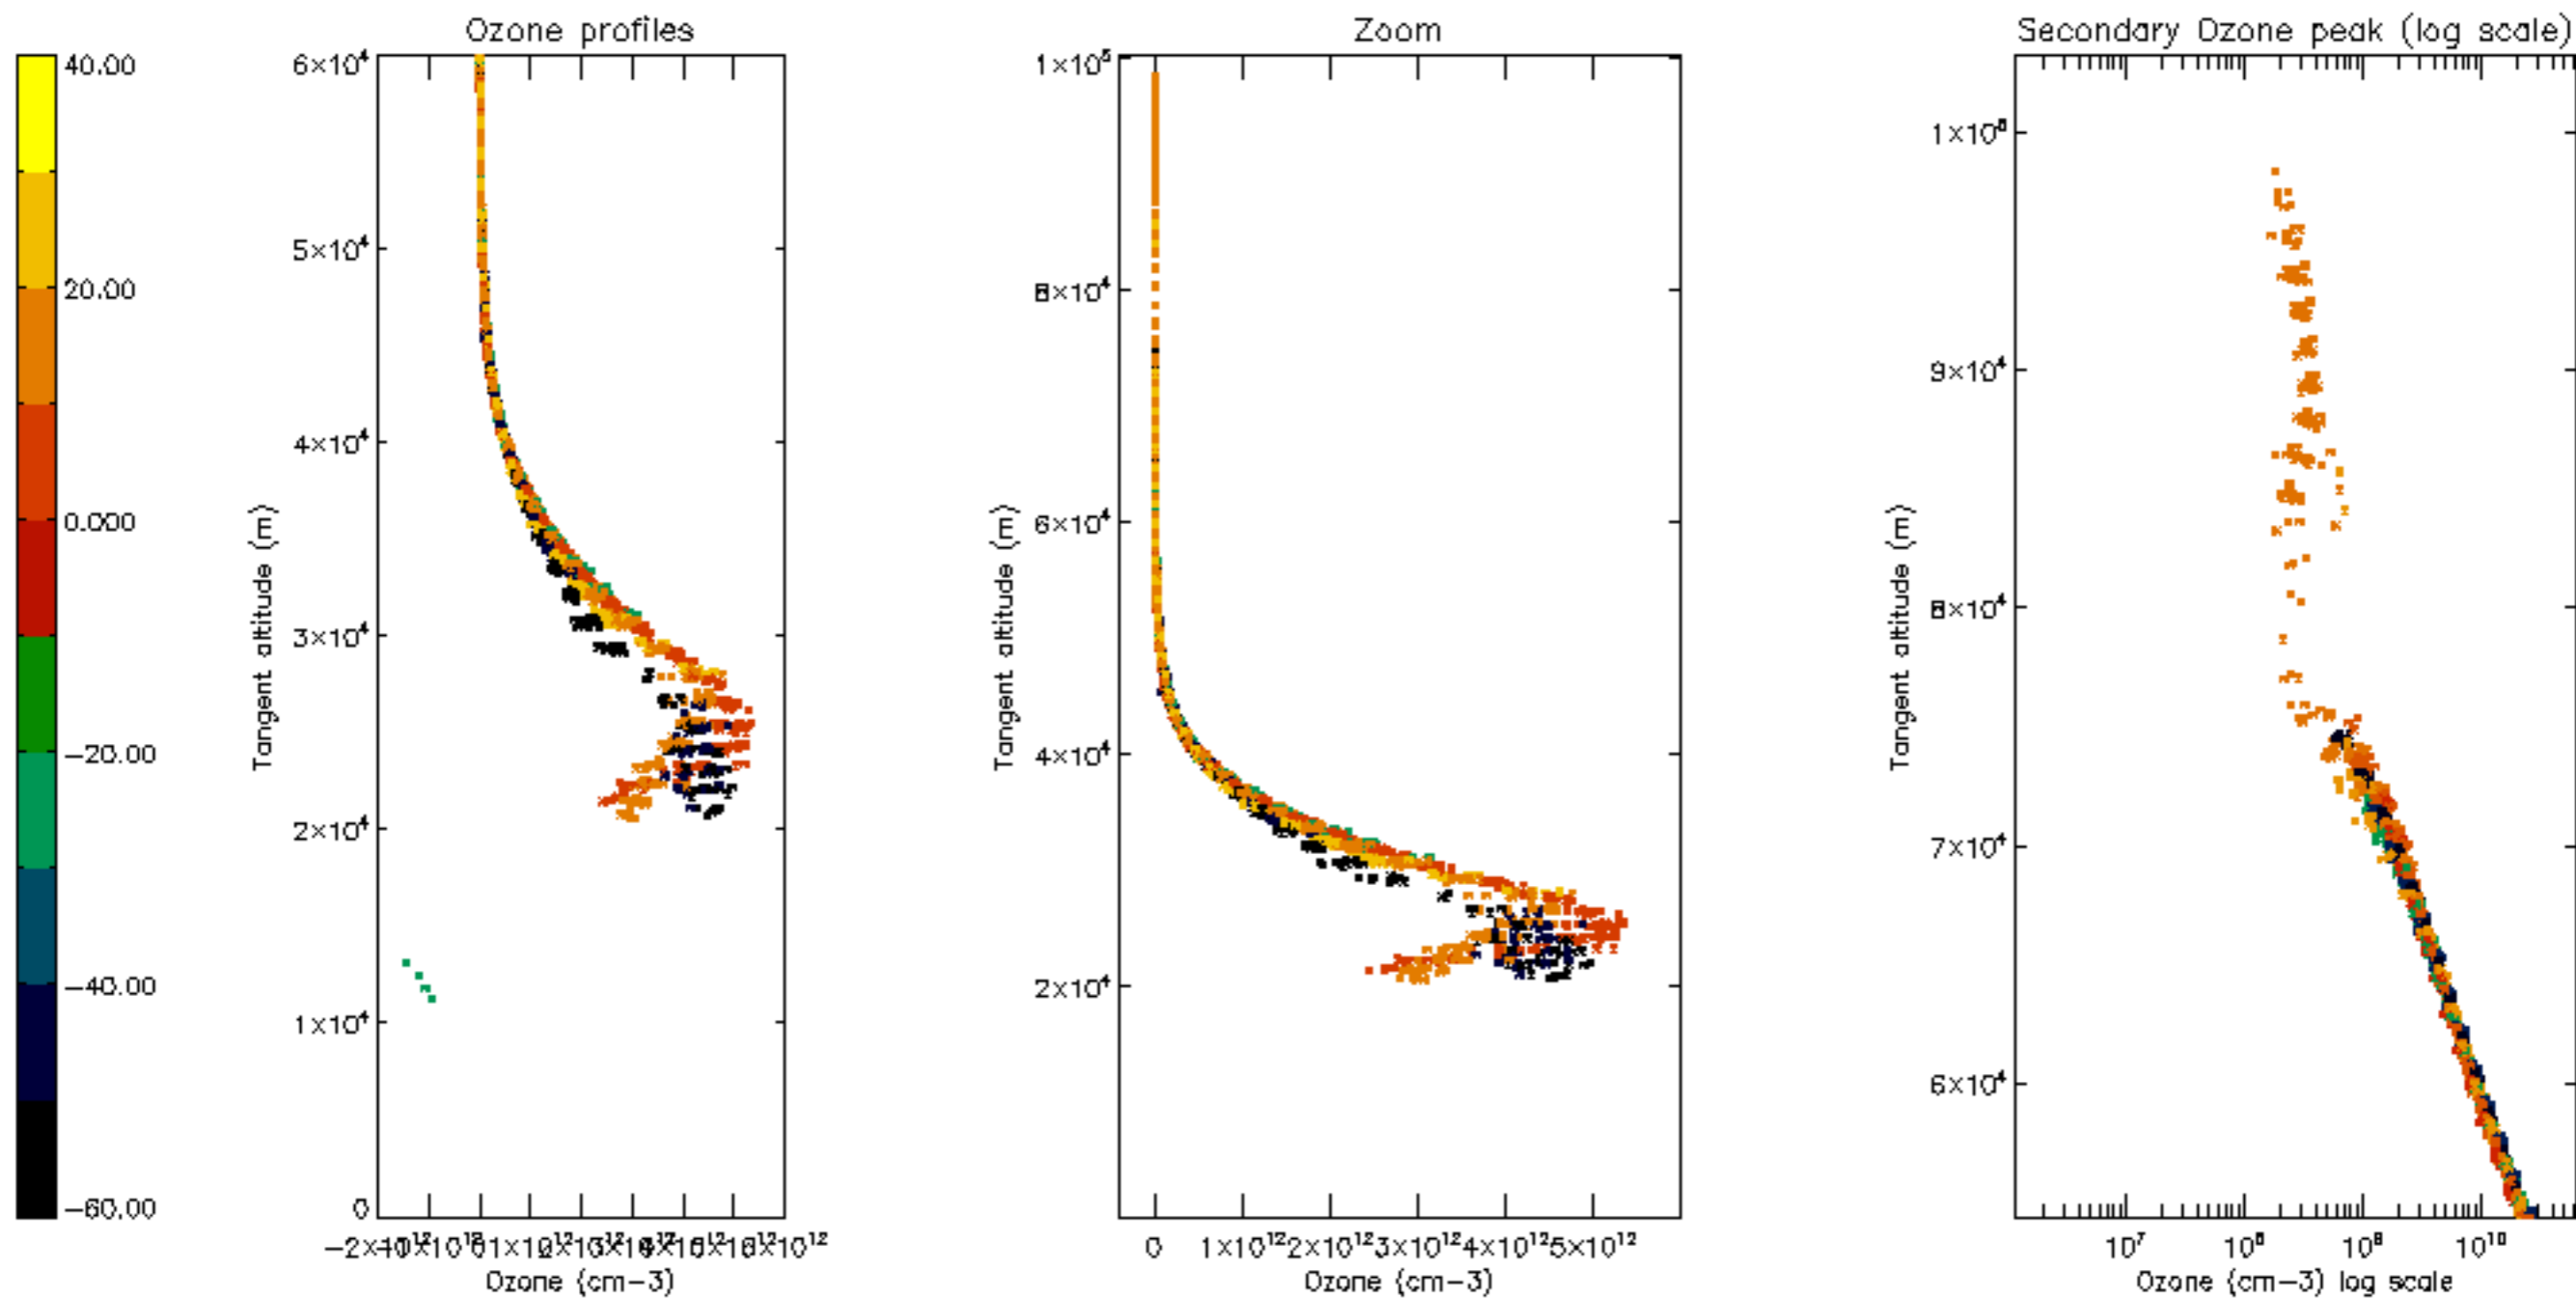 Ozone profiles
Zoom
Secondary Ozone peak (log scale)
40.00
20.00
0.000
−20.00
−40.00
−60.00
6×10⁴
5×10⁴
4×10⁴
3×10⁴
2×10⁴
1×10⁴
0
Tangent altitude (m)
Ozone (cm−3)
1×10⁵
8×10⁴
6×10⁴
4×10⁴
2×10⁴
Tangent altitude (m)
0 1×10¹² 2×10¹² 3×10¹² 4×10¹² 5×10¹²
Ozone (cm−3)
9×10⁴
8×10⁴
7×10⁴
6×10⁴
Tangent altitude (m)
10⁷ 10⁸ 10⁹ 10¹⁰
Ozone (cm−3) log scale